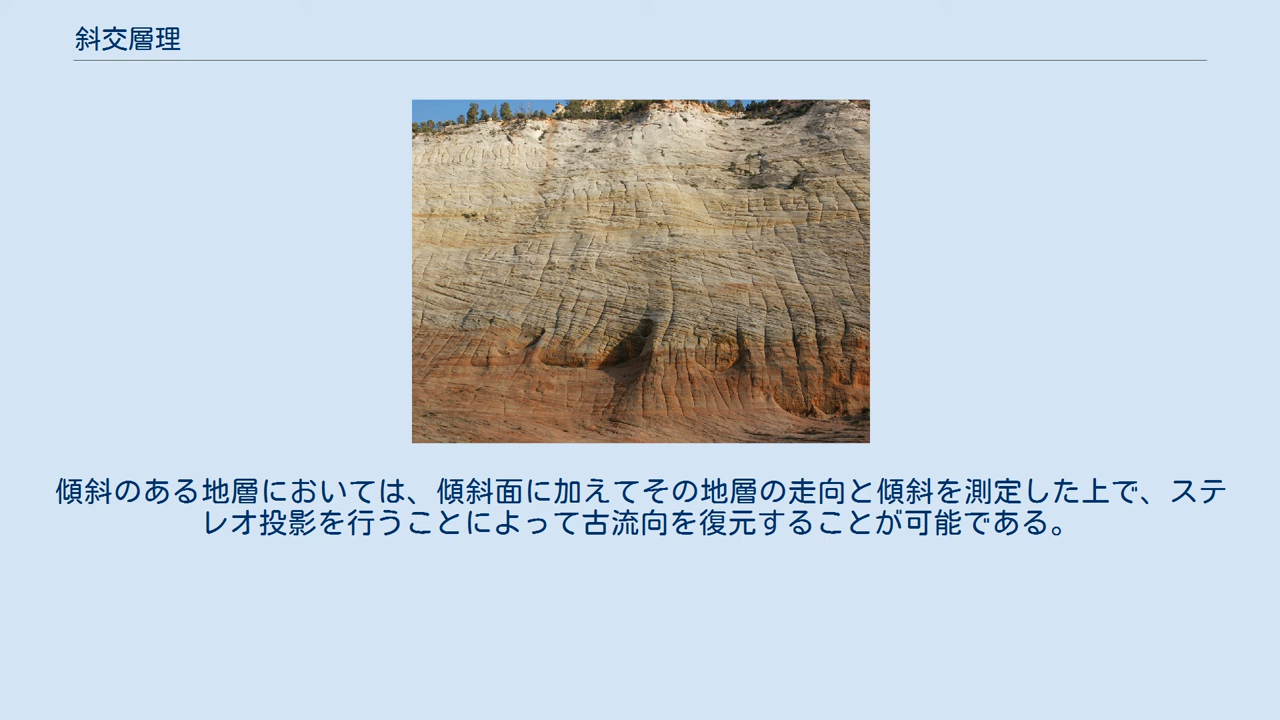 斜交層理
傾斜のある地層においては、傾斜面に加えてその地層の走向と傾斜を測定した上で、ステ
レオ投影を行うことによって古流向を復元することが可能である。